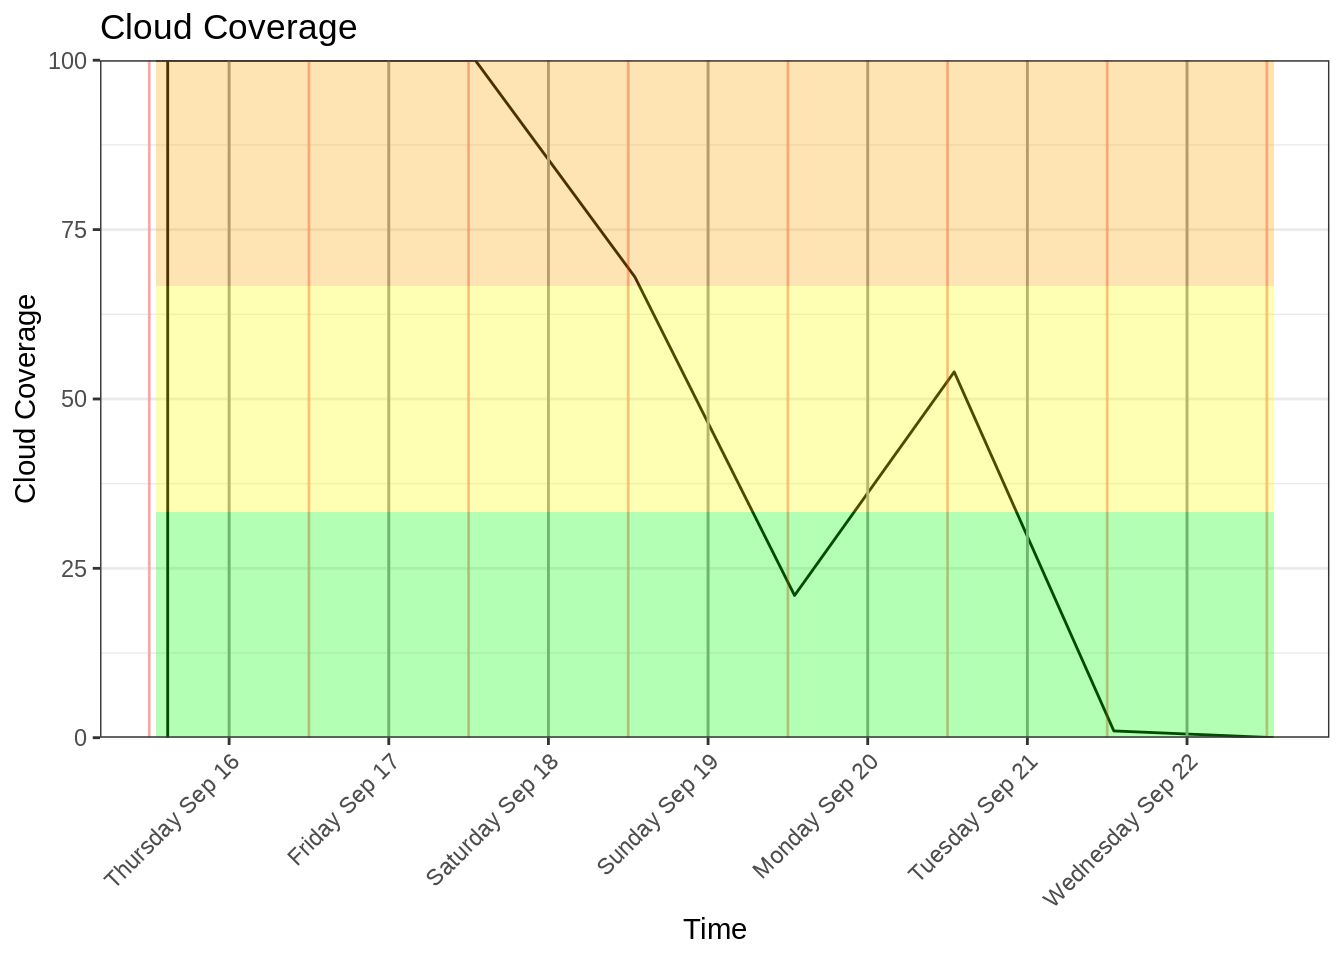 Cloud Coverage
100
75
50
25
0
Cloud Coverage
Thursday Sep 16
Friday Sep 17
Saturday Sep 18
Sunday Sep 19
Monday Sep 20
Tuesday Sep 21
Wednesday Sep 22
Time